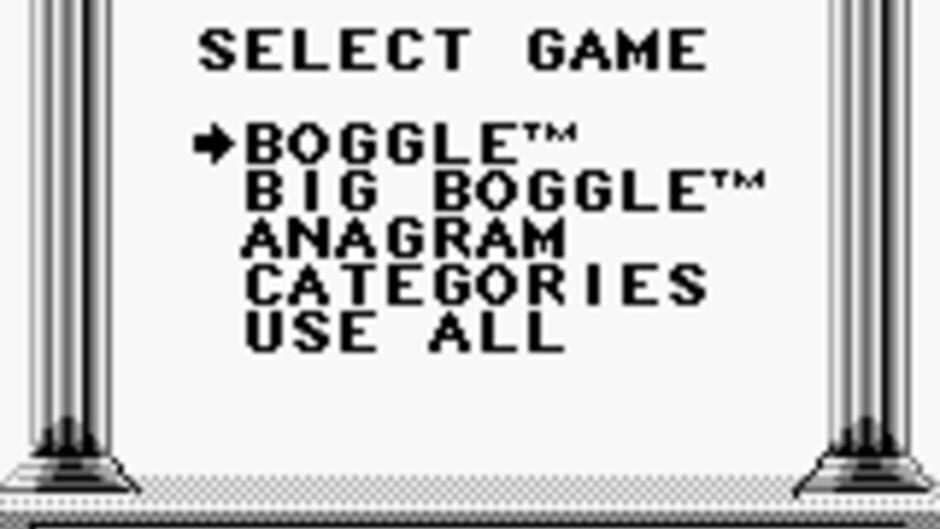 SELECT GAME
BOGGLE™
BIG BOGGLE™
ANAGRAM
CATEGORIES
USE ALL